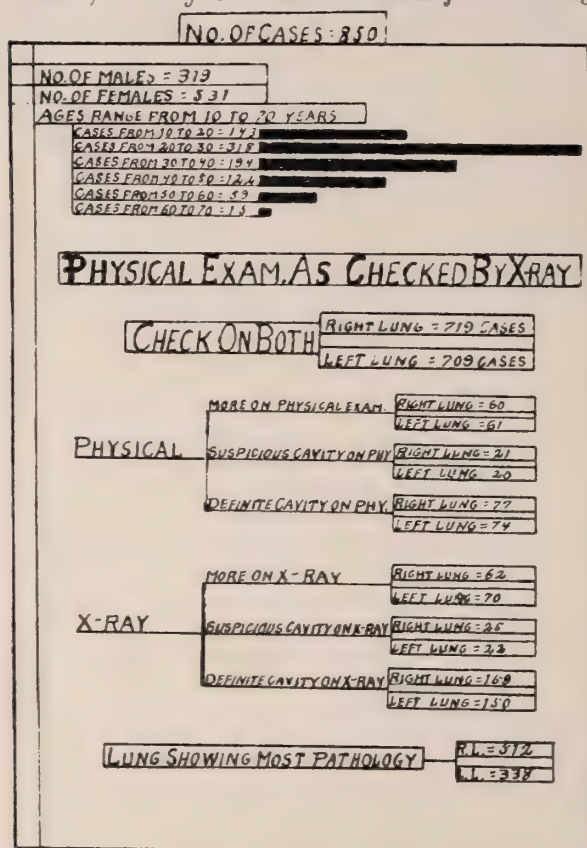 NO. OF CASES = 850
NO. OF MALES = 319
NO. OF FEMALES = 531
AGES RANGE FROM 10 TO 70 YEARS
CASES FROM 10 TO 20 = 143
CASES FROM 20 TO 30 = 318
CASES FROM 30 TO 40 = 194
CASES FROM 40 TO 50 =
CASES FROM 50 TO 60 = 59
CASES FROM 60 TO 70 = 15
PHYSICAL EXAM. AS CHECKED BY X-RAY
CHECK ON BOTH
RIGHT LUNG = 719 CASES
LEFT LUNG = 709 CASES
PHYSICAL
MORE ON PHYSICAL EXAM.
RIGHT LUNG = 60
LEFT LUNG = 61
SUSPICIOUS CAVITY ON PHY
RIGHT LUNG = 21
LEFT LUNG 20
DEFINITE CAVITY ON PHY.
RIGHT LUNG = 77
LEFT LUNG = 74
X-RAY
MORE ON X-RAY
RIGHT LUNG = 62
LEFT LUNG = 70
SUSPICIOUS CAVITY ON X-RAY
RIGHT LUNG = 25
LEFT LUNG = 22
DEFINITE CAVITY ON X-RAY
RIGHT LUNG = 169
LEFT LUNG = 150
LUNG SHOWING MOST PATHOLOGY
R.L. = 512
L.L. = 338